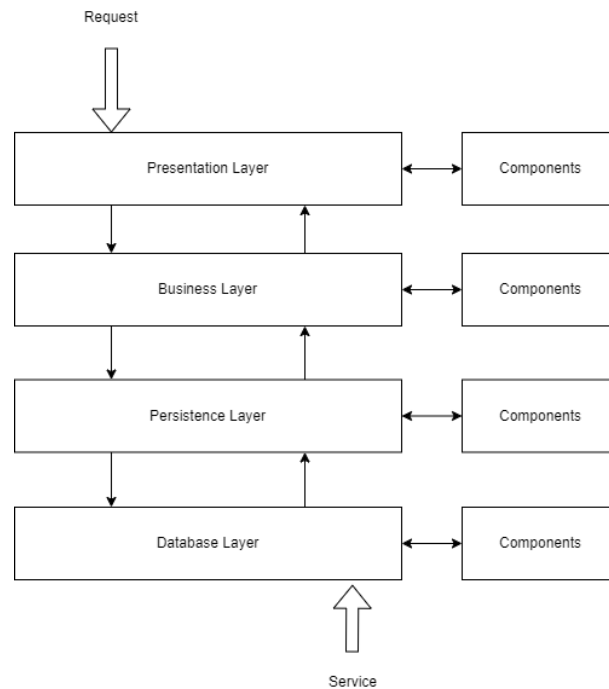 Request
Presentation Layer
Components
Business Layer
Components
Persistence Layer
Components
Database Layer
Components
Service